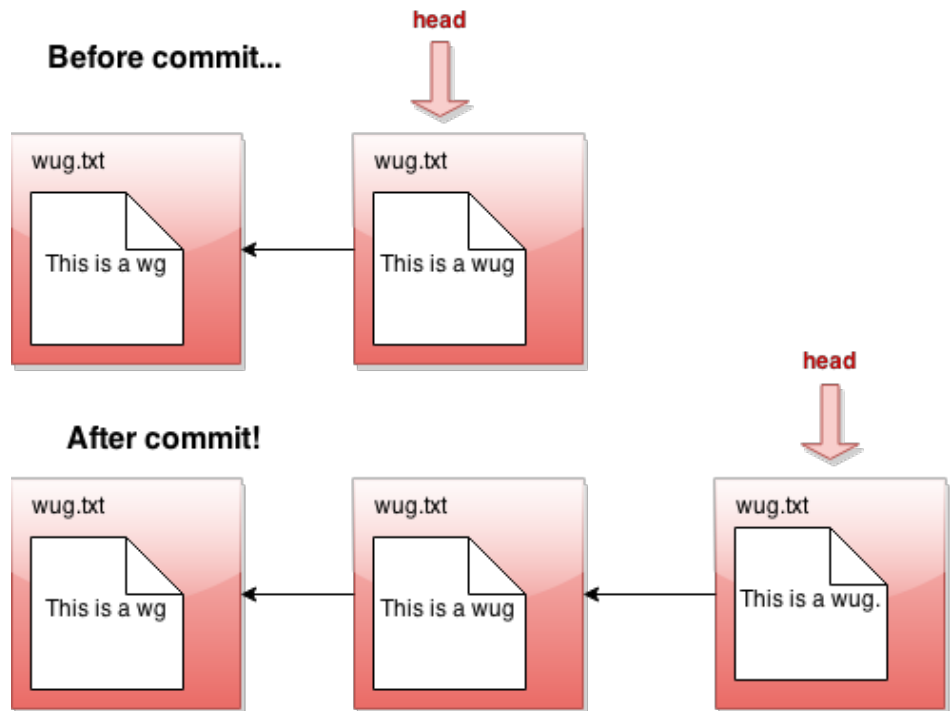 head
Before commit...
wug.txt
wug.txt
This is a wg
This is a wug
head
After commit!
wug.txt
wug.txt
wug.txt
This is a wg
This is a wug
This is a wug.